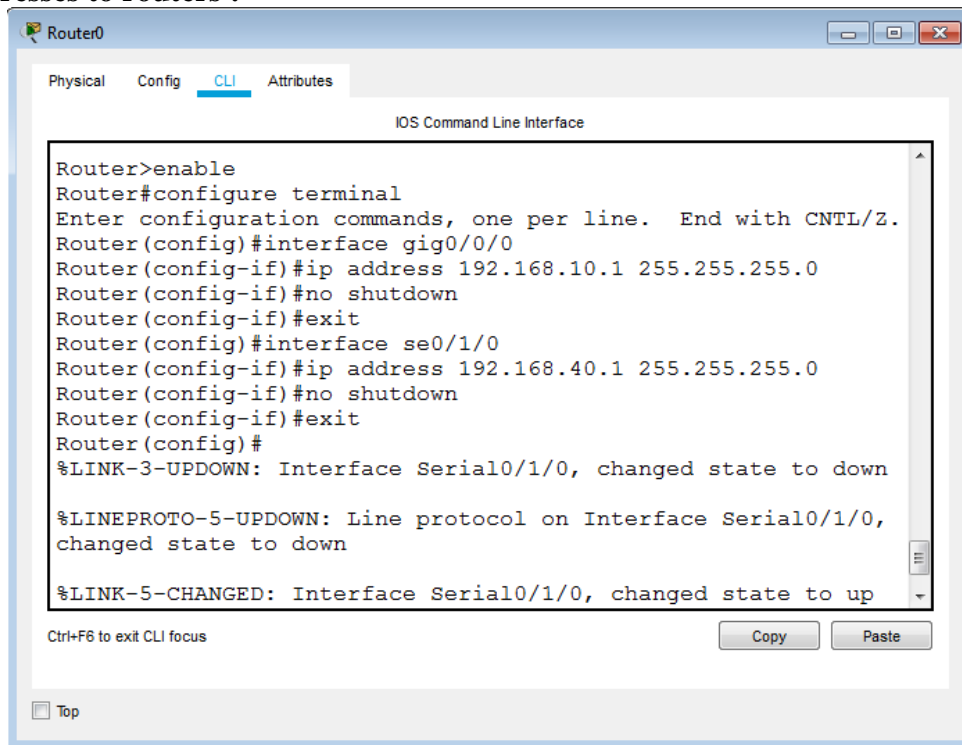 resses to routers .
Router0
Physical Config CLI Attributes
IOS Command Line Interface
Router>enable
Router#configure terminal
Enter configuration commands, one per line.  End with CNTL/Z.
Router(config)#interface gig0/0/0
Router(config-if)#ip address 192.168.10.1 255.255.255.0
Router(config-if)#no shutdown
Router(config-if)#exit
Router(config)#interface se0/1/0
Router(config-if)#ip address 192.168.40.1 255.255.255.0
Router(config-if)#no shutdown
Router(config-if)#exit
Router(config)#
%LINK-3-UPDOWN: Interface Serial0/1/0, changed state to down
%LINEPROTO-5-UPDOWN: Line protocol on Interface Serial0/1/0,
changed state to down
%LINK-5-CHANGED: Interface Serial0/1/0, changed state to up
Ctrl+F6 to exit CLI focus
Copy Paste
Top